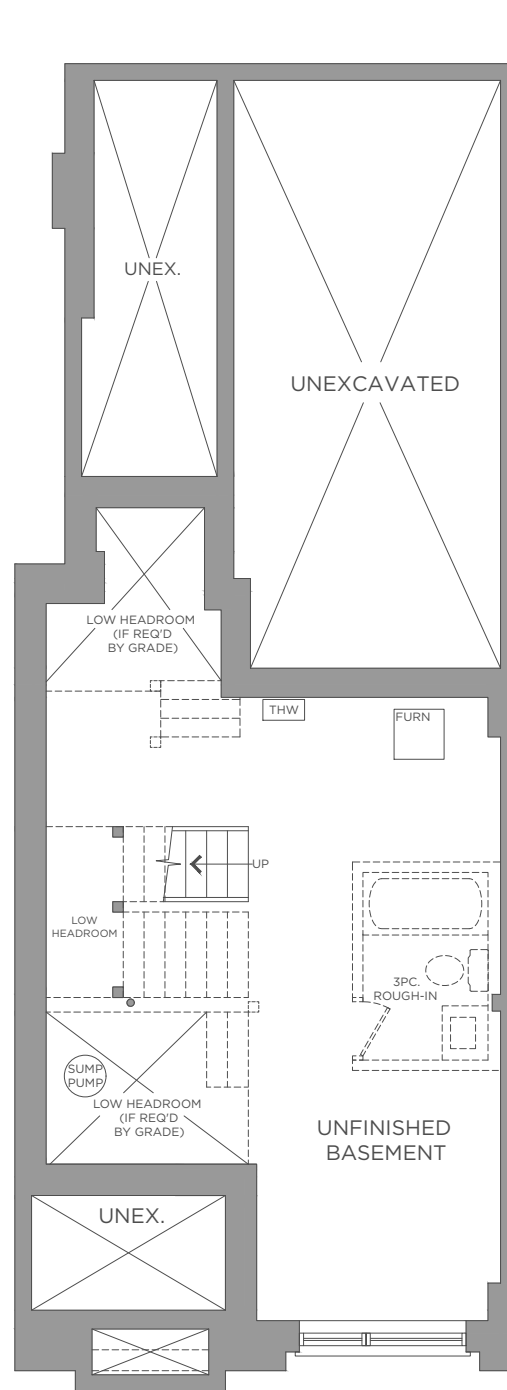 UNEX.
UNEXCAVATED
LOW HEADROOM
(IF REQ'D
BY GRADE)
THW
FURN
UP
LOW
HEADROOM
3PC.
ROUGH-IN
SUMP
PUMP
LOW HEADROOM
(IF REQ'D
BY GRADE)
UNFINISHED
BASEMENT
UNEX.